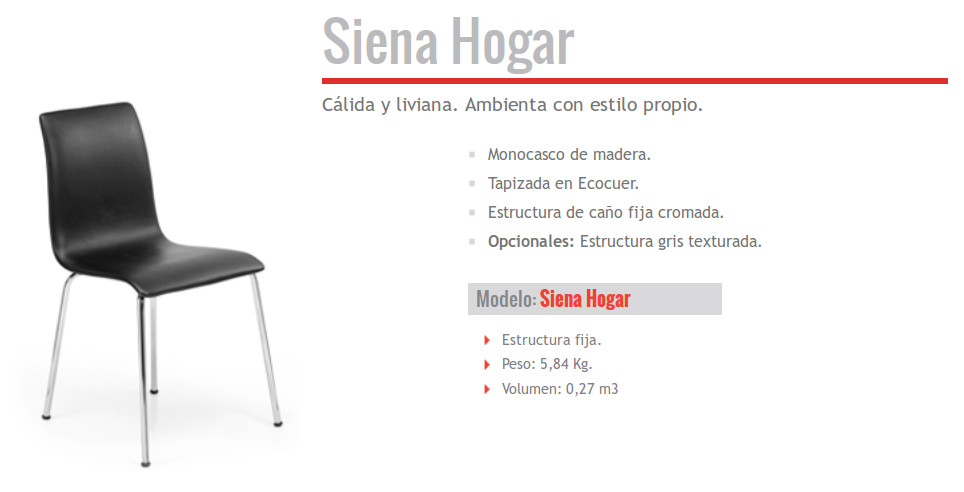 Siena Hogar
Cálida y liviana. Ambienta con estilo propio.
Monocasco de madera.
Tapizada en Ecocuer.
Estructura de caño fija cromada.
Opcionales: Estructura gris texturada.
Modelo: Siena Hogar
Estructura fija.
Peso: 5,84 Kg.
Volumen: 0,27 m3